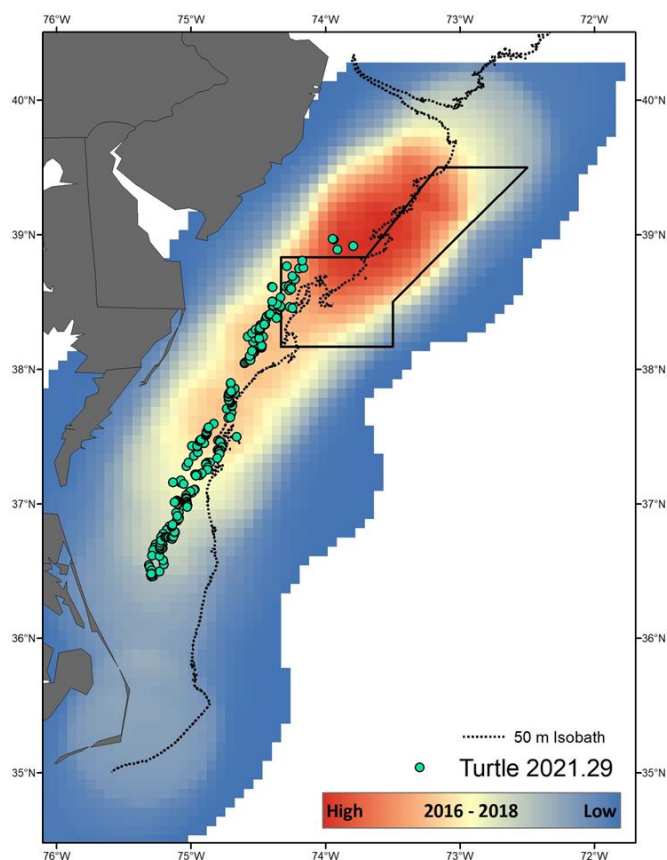 76°W 75°W 74°W 73°W 72°W
40°N 40°N
39°N 39°N
38°N 38°N
37°N 37°N
36°N 36°N
35°N 35°N
50 m Isobath
Turtle 2021.29
High 2016 - 2018 Low
76°W 75°W 74°W 73°W 72°W